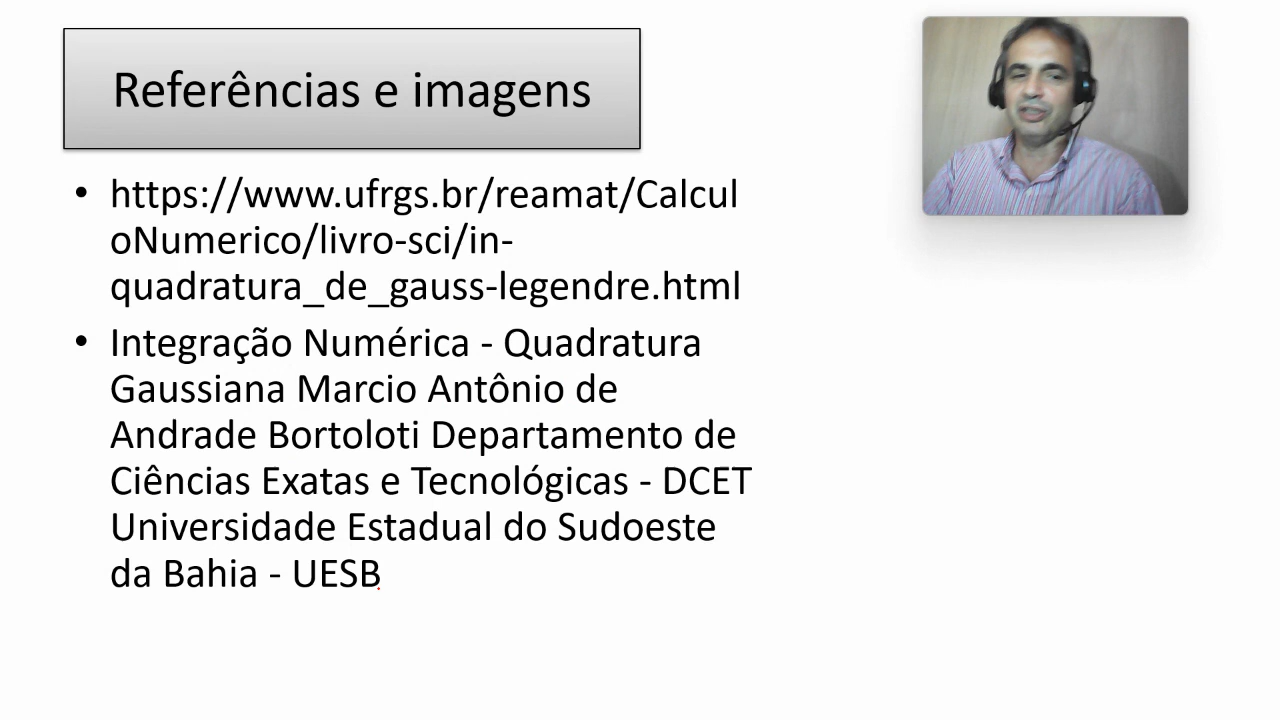 Referências e imagens
• https://www.ufrgs.br/reamat/Calcul
oNumerico/livro-sci/in-
quadratura_de_gauss-legendre.html
• Integração Numérica - Quadratura
Gaussiana Marcio Antônio de
Andrade Bortoloti Departamento de
Ciências Exatas e Tecnológicas - DCET
Universidade Estadual do Sudoeste
da Bahia - UESB